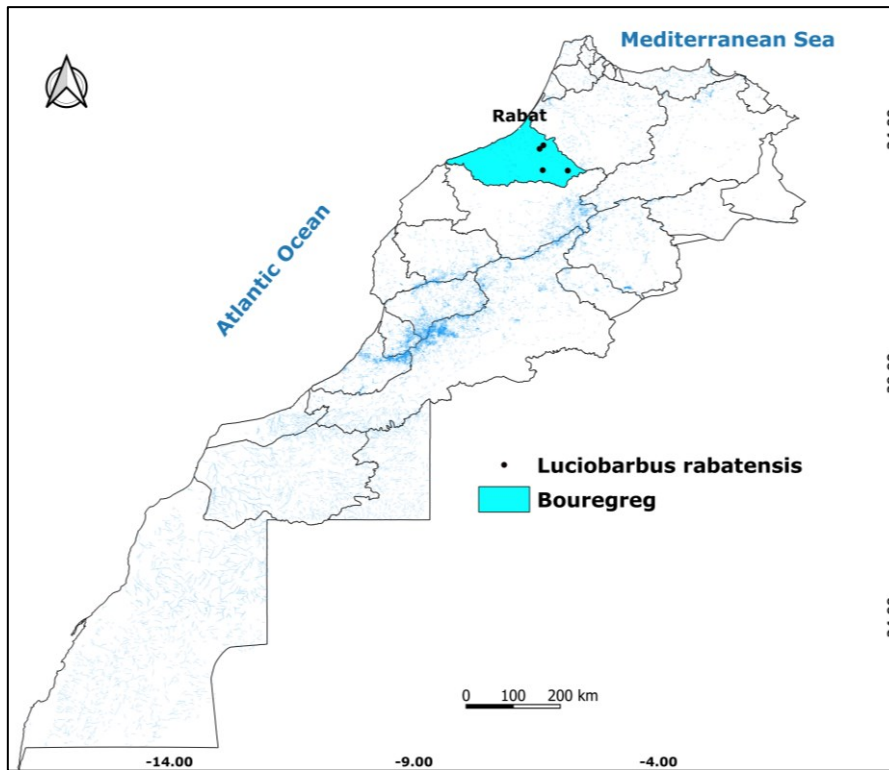 Mediterranean Sea
Rabat
Atlantic Ocean
Luciobarbus rabatensis
Bouregreg
0 100 200 km
-14.00 -9.00 -4.00